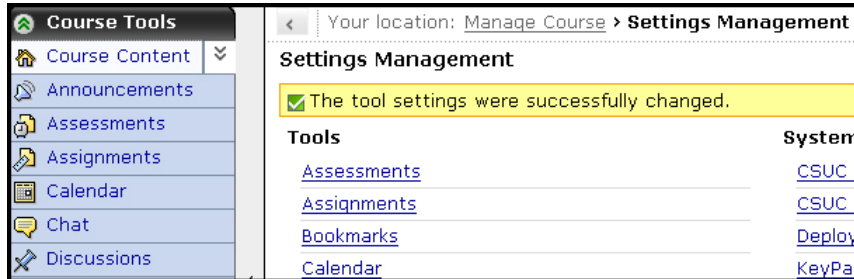 Course Tools
Course Content
Announcements
Assessments
Assignments
Calendar
Chat
Discussions
Your location: Manage Course › Settings Management
Settings Management
The tool settings were successfully changed.
Tools
Assessments
Assignments
Bookmarks
Calendar
System
CSUC
CSUC
Deploy
KeyPa